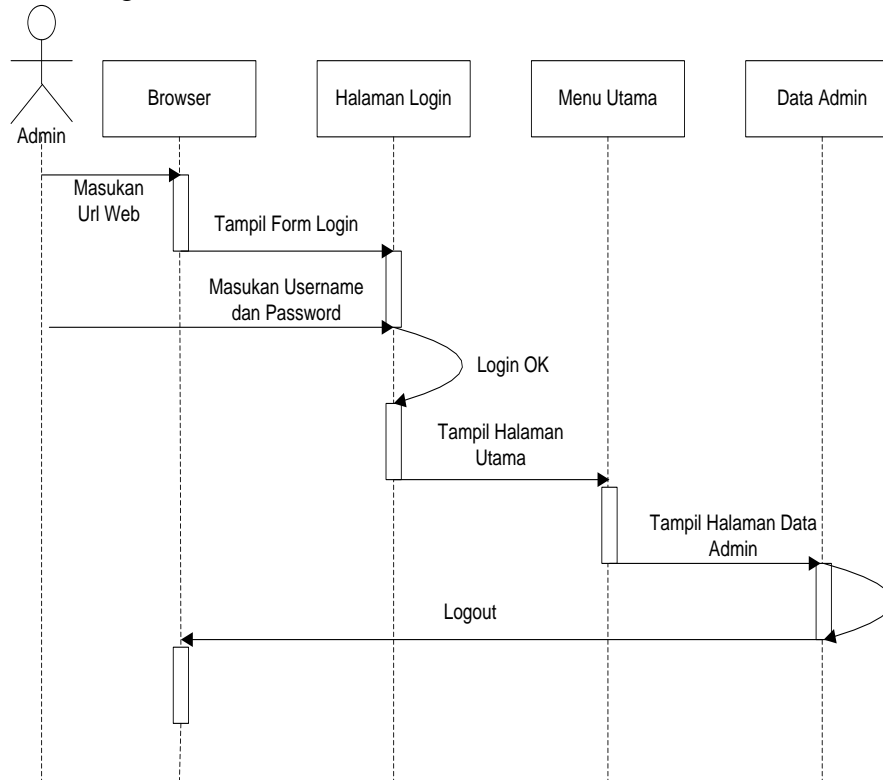 Browser
Halaman Login
Menu Utama
Data Admin
Admin
Masukan
Url Web
Tampil Form Login
Masukan Username
dan Password
Login OK
Tampil Halaman
Utama
Tampil Halaman Data
Admin
Logout